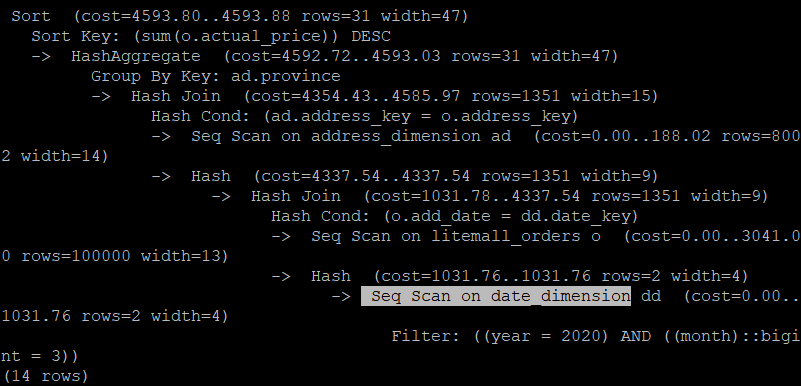 Sort  (cost=4593.80..4593.88 rows=31 width=47)
Sort Key: (sum(o.actual_price)) DESC
->  HashAggregate  (cost=4592.72..4593.03 rows=31 width=47)
Group By Key: ad.province
->  Hash Join  (cost=4354.43..4585.97 rows=1351 width=15)
Hash Cond: (ad.address_key = o.address_key)
->  Seq Scan on address_dimension ad  (cost=0.00..188.02 rows=800
2 width=14)
->  Hash  (cost=4337.54..4337.54 rows=1351 width=9)
->  Hash Join  (cost=1031.78..4337.54 rows=1351 width=9)
Hash Cond: (o.add_date = dd.date_key)
->  Seq Scan on litemall_orders o  (cost=0.00..3041.0
0 rows=100000 width=13)
->  Hash  (cost=1031.76..1031.76 rows=2 width=4)
->  Seq Scan on date_dimension dd  (cost=0.00..
1031.76 rows=2 width=4)
Filter: ((year = 2020) AND ((month)::bigi
nt = 3))
(14 rows)